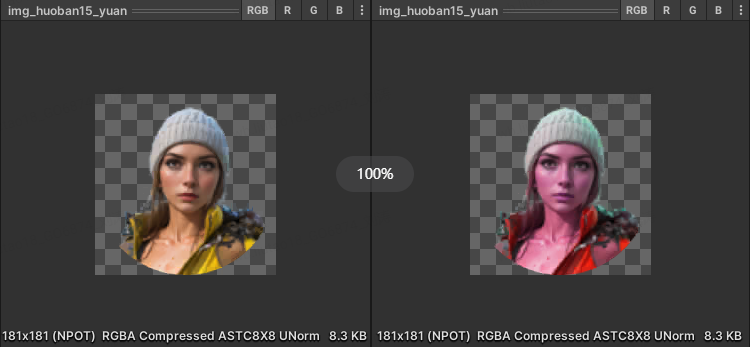 img_huoban15_yuan RGB R G B
img_huoban15_yuan RGB R G B
100%
181x181 (NPOT) RGBA Compressed ASTC8X8 UNorm 8.3 KB
181x181 (NPOT) RGBA Compressed ASTC8X8 UNorm 8.3 KB